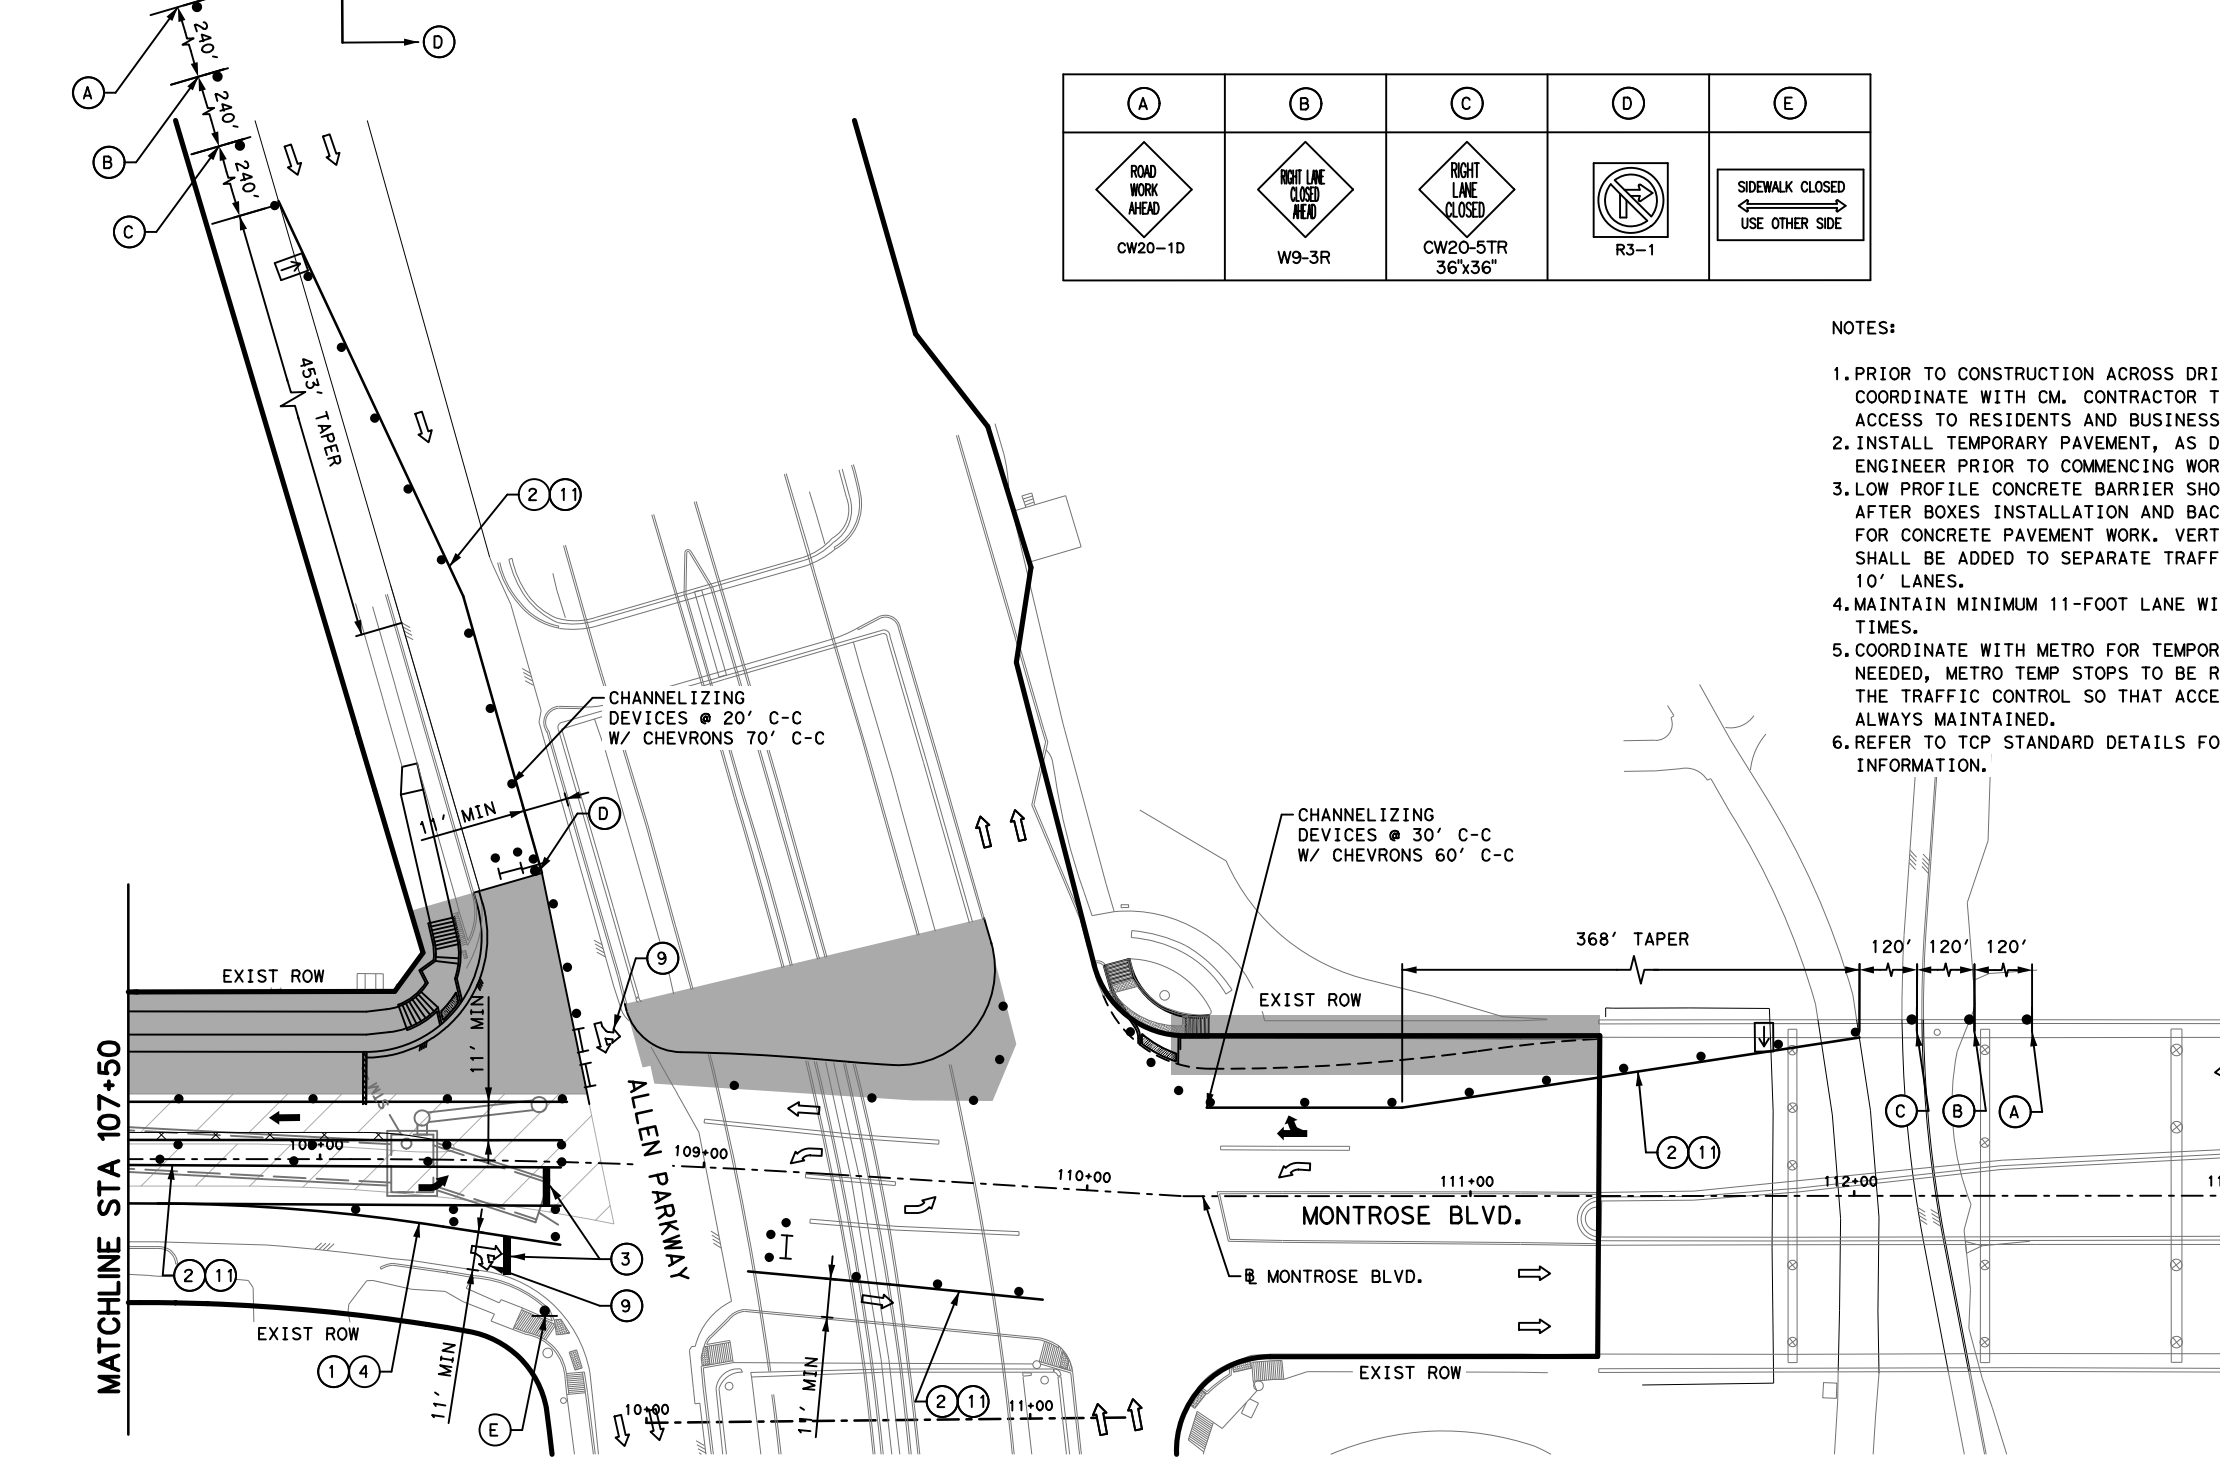 A
B
C
D
240'
240'
240'
453' TAPER
2 11
CHANNELIZING
DEVICES @ 20' C-C
W/ CHEVRONS 70' C-C
11' MIN
D
9
EXIST ROW
11' MIN
MATCHLINE STA 107+50
ALLEN PARKWAY
109+00
110+00
111+00
112+00
2 11
3
9
EXIST ROW
1 4
11' MIN
E
10+00
11+00
11' MIN
2 11
A
B
C
D
E
ROAD
WORK
AHEAD
CW20-1D
RIGHT LANE
CLOSED
AHEAD
W9-3R
RIGHT
LANE
CLOSED
CW20-5TR
36"x36"
R3-1
SIDEWALK CLOSED
USE OTHER SIDE
NOTES:
1. PRIOR TO CONSTRUCTION ACROSS DRI
COORDINATE WITH CM. CONTRACTOR T
ACCESS TO RESIDENTS AND BUSINESS
2. INSTALL TEMPORARY PAVEMENT, AS D
ENGINEER PRIOR TO COMMENCING WOR
3. LOW PROFILE CONCRETE BARRIER SHO
AFTER BOXES INSTALLATION AND BAC
FOR CONCRETE PAVEMENT WORK. VERT
SHALL BE ADDED TO SEPARATE TRAFF
10' LANES.
4. MAINTAIN MINIMUM 11-FOOT LANE WI
TIMES.
5. COORDINATE WITH METRO FOR TEMPOR
NEEDED, METRO TEMP STOPS TO BE R
THE TRAFFIC CONTROL SO THAT ACCE
ALWAYS MAINTAINED.
6. REFER TO TCP STANDARD DETAILS FO
INFORMATION.
CHANNELIZING
DEVICES @ 30' C-C
W/ CHEVRONS 60' C-C
368' TAPER
120' 120' 120'
EXIST ROW
C B A
2 11
MONTROSE BLVD.
MONTROSE BLVD.
EXIST ROW